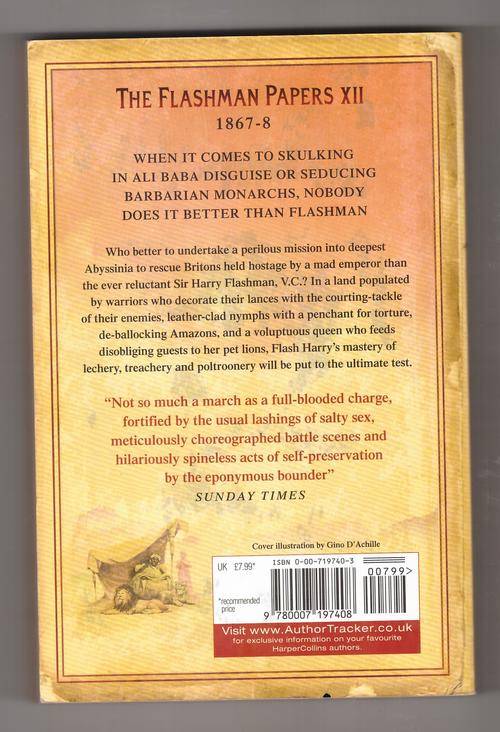 THE FLASHMAN PAPERS XII
1867-8
WHEN IT COMES TO SKULKING
IN ALI BABA DISGUISE OR SEDUCING
BARBARIAN MONARCHS, NOBODY
DOES IT BETTER THAN FLASHMAN
Who better to undertake a perilous mission into deepest
Abyssinia to rescue Britons held hostage by a mad emperor than
the ever reluctant Sir Harry Flashman, V.C.? In a land populated
by warriors who decorate their lances with the courting-tackle
of their enemies, leather-clad nymphs with a penchant for torture,
de-ballocking Amazons, and a voluptuous queen who feeds
disobliging guests to her pet lions, Flash Harry's mastery of
lechery, treachery and poltroonery will be put to the ultimate test.
“Not so much a march as a full-blooded charge,
fortified by the usual lashings of salty sex,
meticulously choreographed battle scenes and
hilariously spineless acts of self-preservation
by the eponymous bounder”
SUNDAY TIMES
Cover illustration by Gino D'Achille
UK £7.99*
*recommended
price
ISBN 0-00-719740-3
00799>
9 780007 197408
Visit www.AuthorTracker.co.uk
for exclusive information on your favourite
HarperCollins authors.